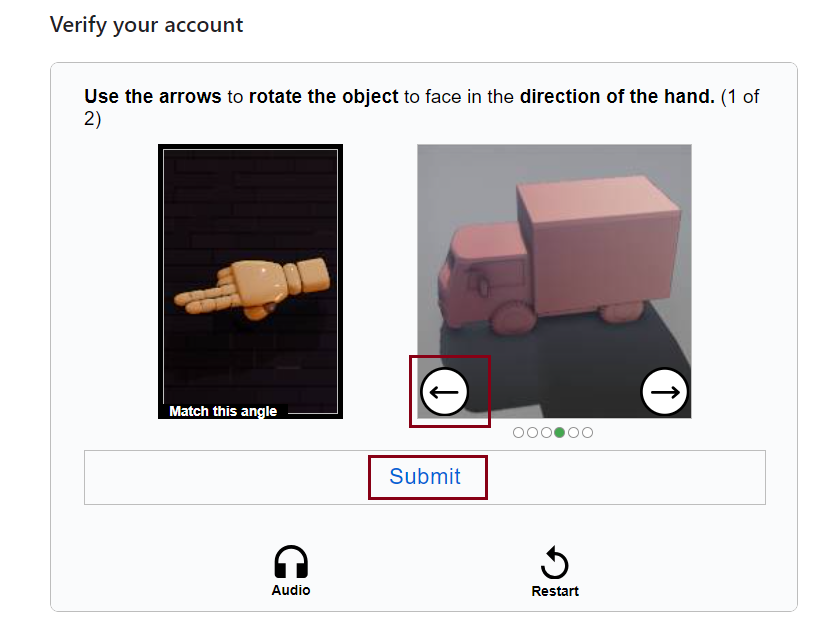 Verify your account
Use the arrows to rotate the object to face in the direction of the hand. (1 of
2)
Match this angle
Submit
Audio
Restart